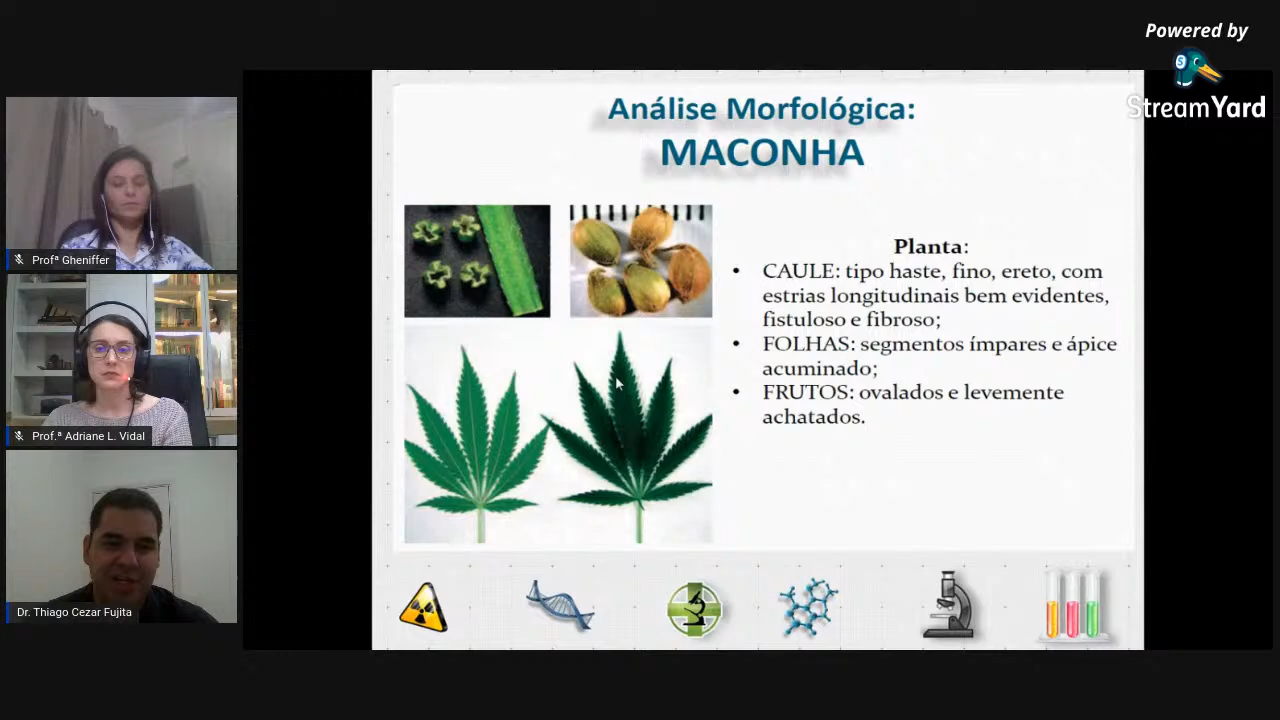 Powered by
StreamYard
Análise Morfológica:
MACONHA
Planta:
• CAULE: tipo haste, fino, ereto, com
estrias longitudinais bem evidentes,
fistuloso e fibroso;
• FOLHAS: segmentos ímpares e ápice
acuminado;
• FRUTOS: ovalados e levemente
achatados.
Profª Gheniffer
Prof.ª Adriane L. Vidal
Dr. Thiago Cezar Fujita